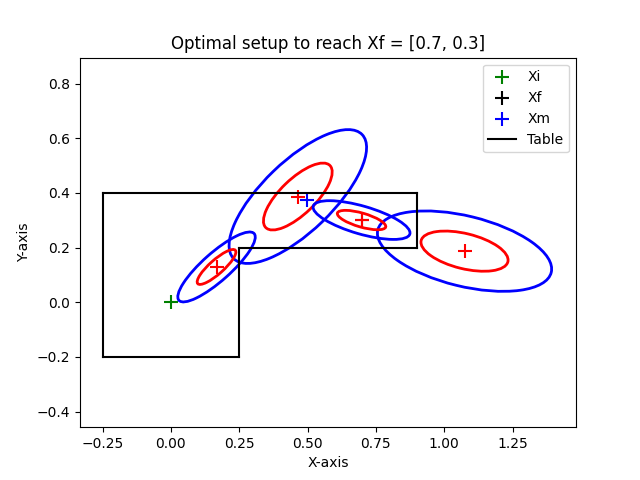 Optimal setup to reach Xf = [0.7, 0.3]
Xi
Xf
Xm
Table
Y-axis
0.8
0.6
0.4
0.2
0.0
−0.2
−0.4
−0.25
0.00
0.25
0.50
0.75
1.00
1.25
X-axis